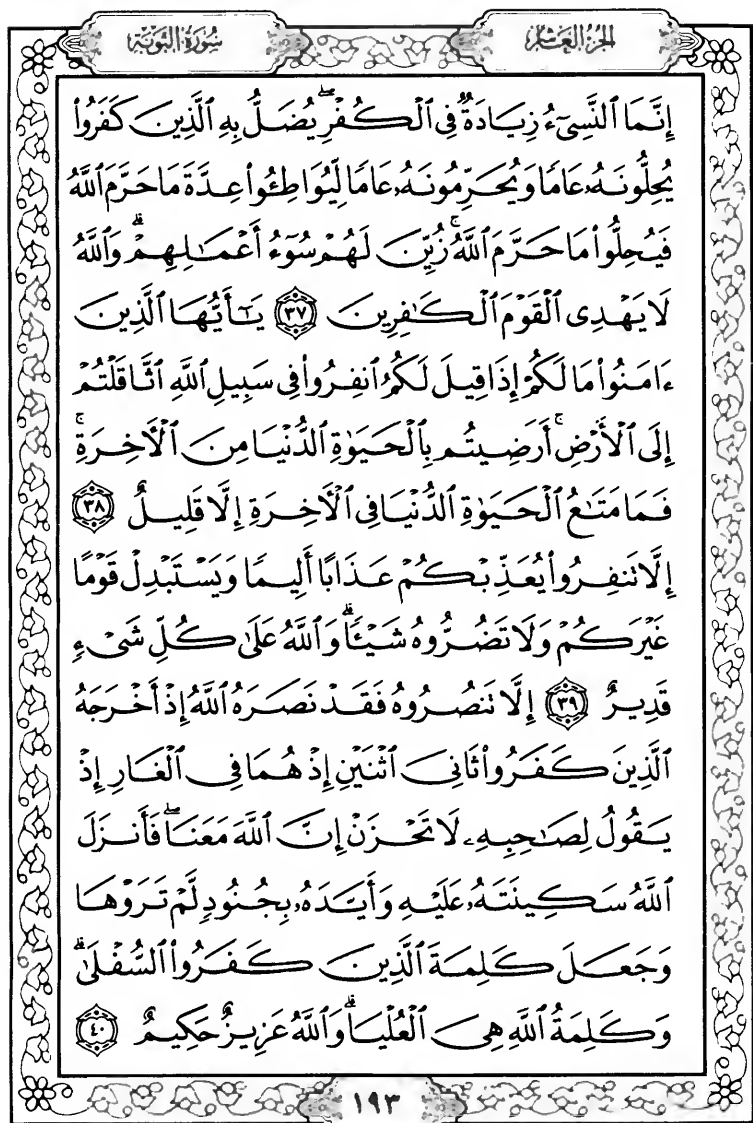 الجزء العاشر
سورة التوبة
إِنَّمَا ٱلنَّسِىٓءُ زِيَادَةٌ فِى ٱلْكُفْرِ ۖ يُضَلُّ بِهِ ٱلَّذِينَ كَفَرُوا۟
يُحِلُّونَهُۥ عَامًا وَيُحَرِّمُونَهُۥ عَامًا لِّيُوَاطِـُٔوا۟ عِدَّةَ مَا حَرَّمَ ٱللَّهُ
فَيُحِلُّوا۟ مَا حَرَّمَ ٱللَّهُ ۚ زُيِّنَ لَهُمْ سُوٓءُ أَعْمَـٰلِهِمْ ۗ وَٱللَّهُ
لَا يَهْدِى ٱلْقَوْمَ ٱلْكَـٰفِرِينَ ٣٧ يَـٰٓأَيُّهَا ٱلَّذِينَ
ءَامَنُوا۟ مَا لَكُمْ إِذَا قِيلَ لَكُمُ ٱنفِرُوا۟ فِى سَبِيلِ ٱللَّهِ ٱثَّاقَلْتُمْ
إِلَى ٱلْأَرْضِ ۚ أَرَضِيتُم بِٱلْحَيَوٰةِ ٱلدُّنْيَا مِنَ ٱلْـَٔاخِرَةِ ۚ
فَمَا مَتَـٰعُ ٱلْحَيَوٰةِ ٱلدُّنْيَا فِى ٱلْـَٔاخِرَةِ إِلَّا قَلِيلٌ ٣٨
إِلَّا تَنفِرُوا۟ يُعَذِّبْكُمْ عَذَابًا أَلِيمًا وَيَسْتَبْدِلْ قَوْمًا
غَيْرَكُمْ وَلَا تَضُرُّوهُ شَيْـًٔا ۗ وَٱللَّهُ عَلَىٰ كُلِّ شَىْءٍ
قَدِيرٌ ٣٩ إِلَّا تَنصُرُوهُ فَقَدْ نَصَرَهُ ٱللَّهُ إِذْ أَخْرَجَهُ
ٱلَّذِينَ كَفَرُوا۟ ثَانِىَ ٱثْنَيْنِ إِذْ هُمَا فِى ٱلْغَارِ إِذْ
يَقُولُ لِصَـٰحِبِهِۦ لَا تَحْزَنْ إِنَّ ٱللَّهَ مَعَنَا ۖ فَأَنزَلَ
ٱللَّهُ سَكِينَتَهُۥ عَلَيْهِ وَأَيَّدَهُۥ بِجُنُودٍ لَّمْ تَرَوْهَا
وَجَعَلَ كَلِمَةَ ٱلَّذِينَ كَفَرُوا۟ ٱلسُّفْلَىٰ ۗ
وَكَلِمَةُ ٱللَّهِ هِىَ ٱلْعُلْيَا ۗ وَٱللَّهُ عَزِيزٌ حَكِيمٌ ٤٠
١٩٣